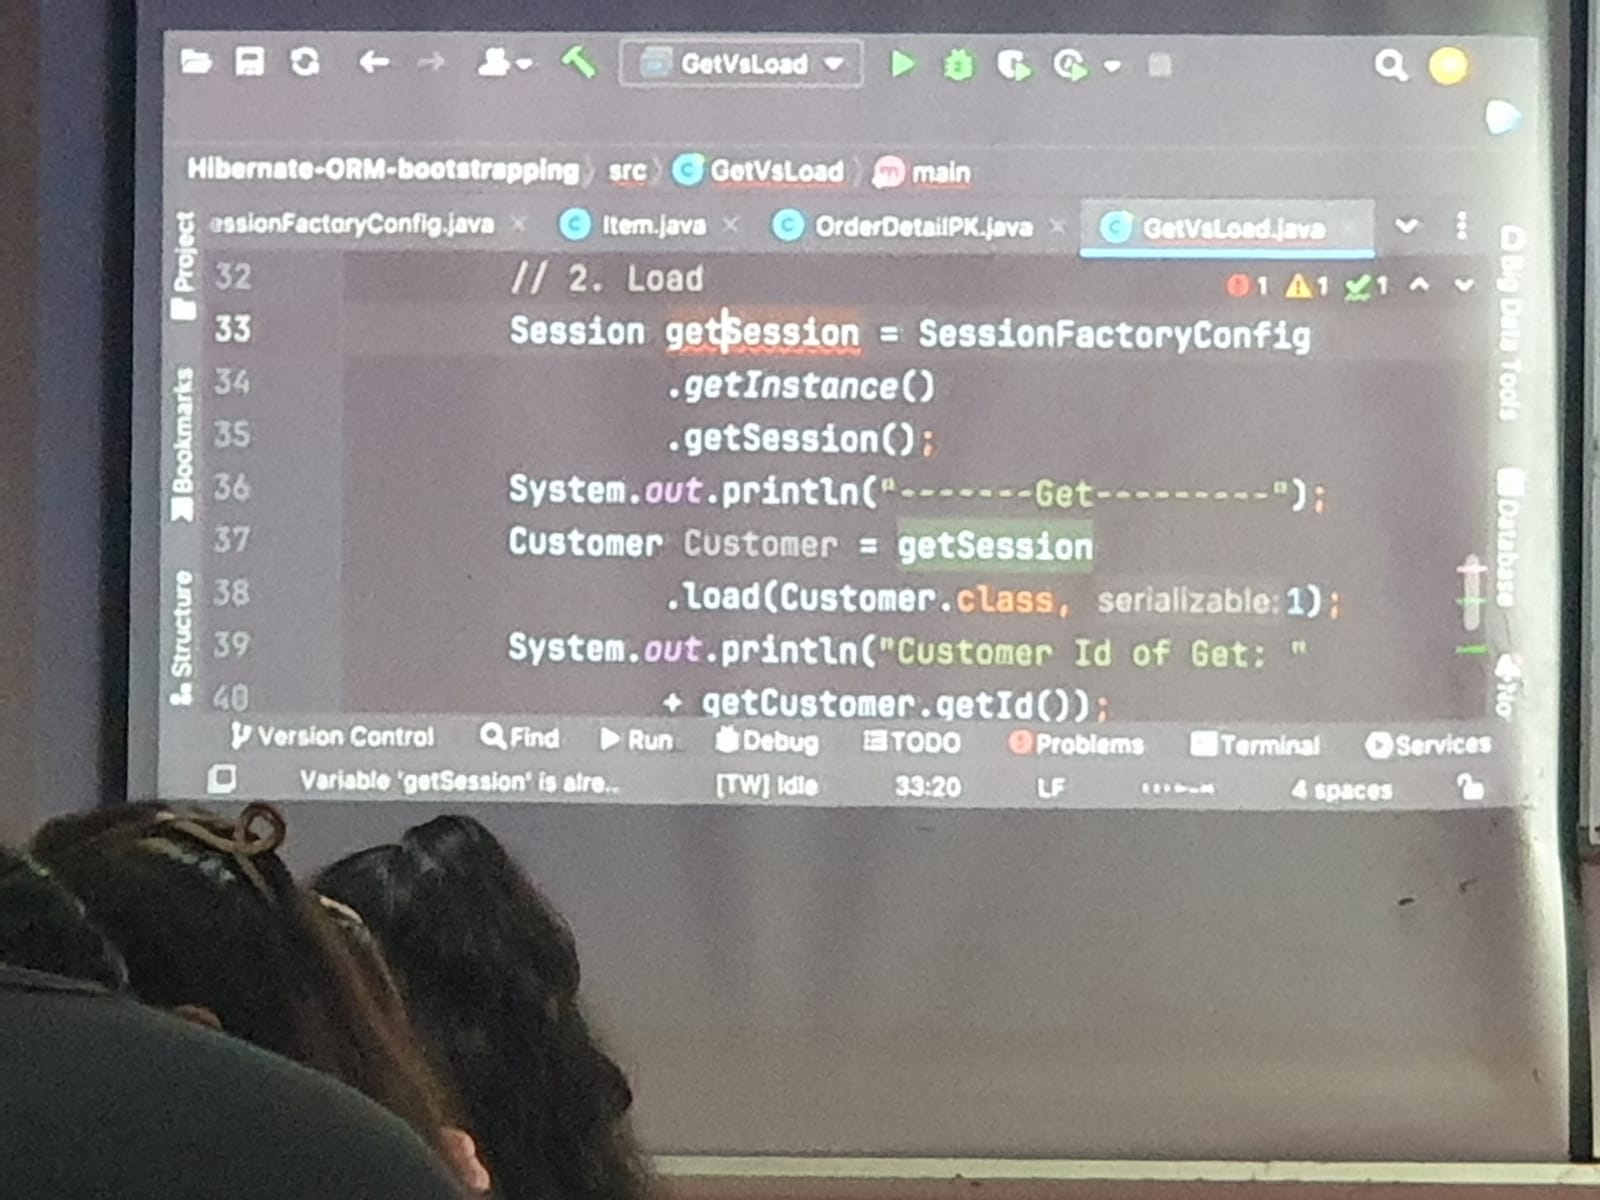 GetVsLoad
Hibernate-ORM-bootstrapping src GetVsLoad main
essionFactoryConfig.java Item.java OrderDetailPK.java GetVsLoad.java
Project
Bookmarks
Structure
32 // 2. Load
1 1 1
33 Session getSession = SessionFactoryConfig
34 .getInstance()
35 .getSession();
36 System.out.println("-------Get---------");
37 Customer Customer = getSession
38 .load(Customer.class, serializable: 1);
39 System.out.println("Customer Id of Get: "
40 + getCustomer.getId());
Big Data Tools
Database
Version Control Find Run Debug TODO Problems Terminal Services
Variable 'getSession' is alre.. [TW] Idle 33:20 LF 4 spaces